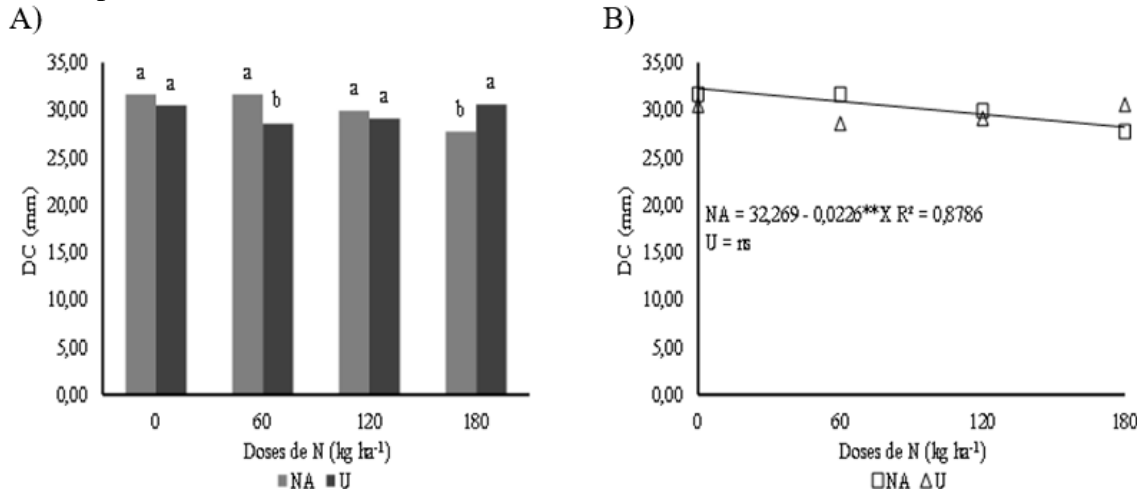 A)
35,00
30,00
25,00
20,00
15,00
10,00
5,00
0,00
DC (mm)
a a a b a a b a
0 60 120 180
Doses de N (kg ha⁻¹)
NA U
B)
35,00
30,00
25,00
20,00
15,00
10,00
5,00
0,00
DC (mm)
NA = 32,269 - 0,0226**X R² = 0,8786
U = ns
0 60 120 180
Doses de N (kg ha⁻¹)
NA U